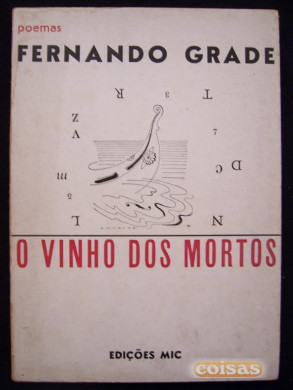 poemas
FERNANDO GRADE
O VINHO DOS MORTOS
EDIÇÕES MIC
coisas